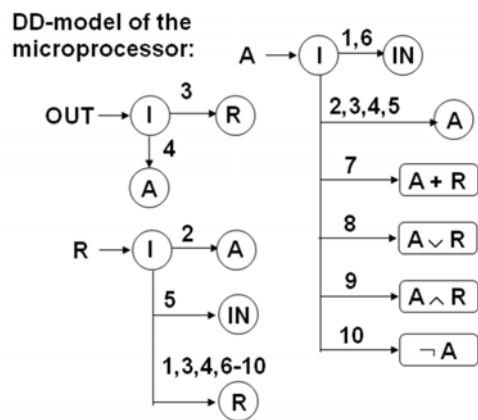 DD-model of the
microprocessor:
OUT I 3 R
4
A
R I 2 A
5
IN
1,3,4,6-10
R
A I 1,6 IN
2,3,4,5
A
7
A + R
8
A ∨ R
9
A ∧ R
10
¬ A